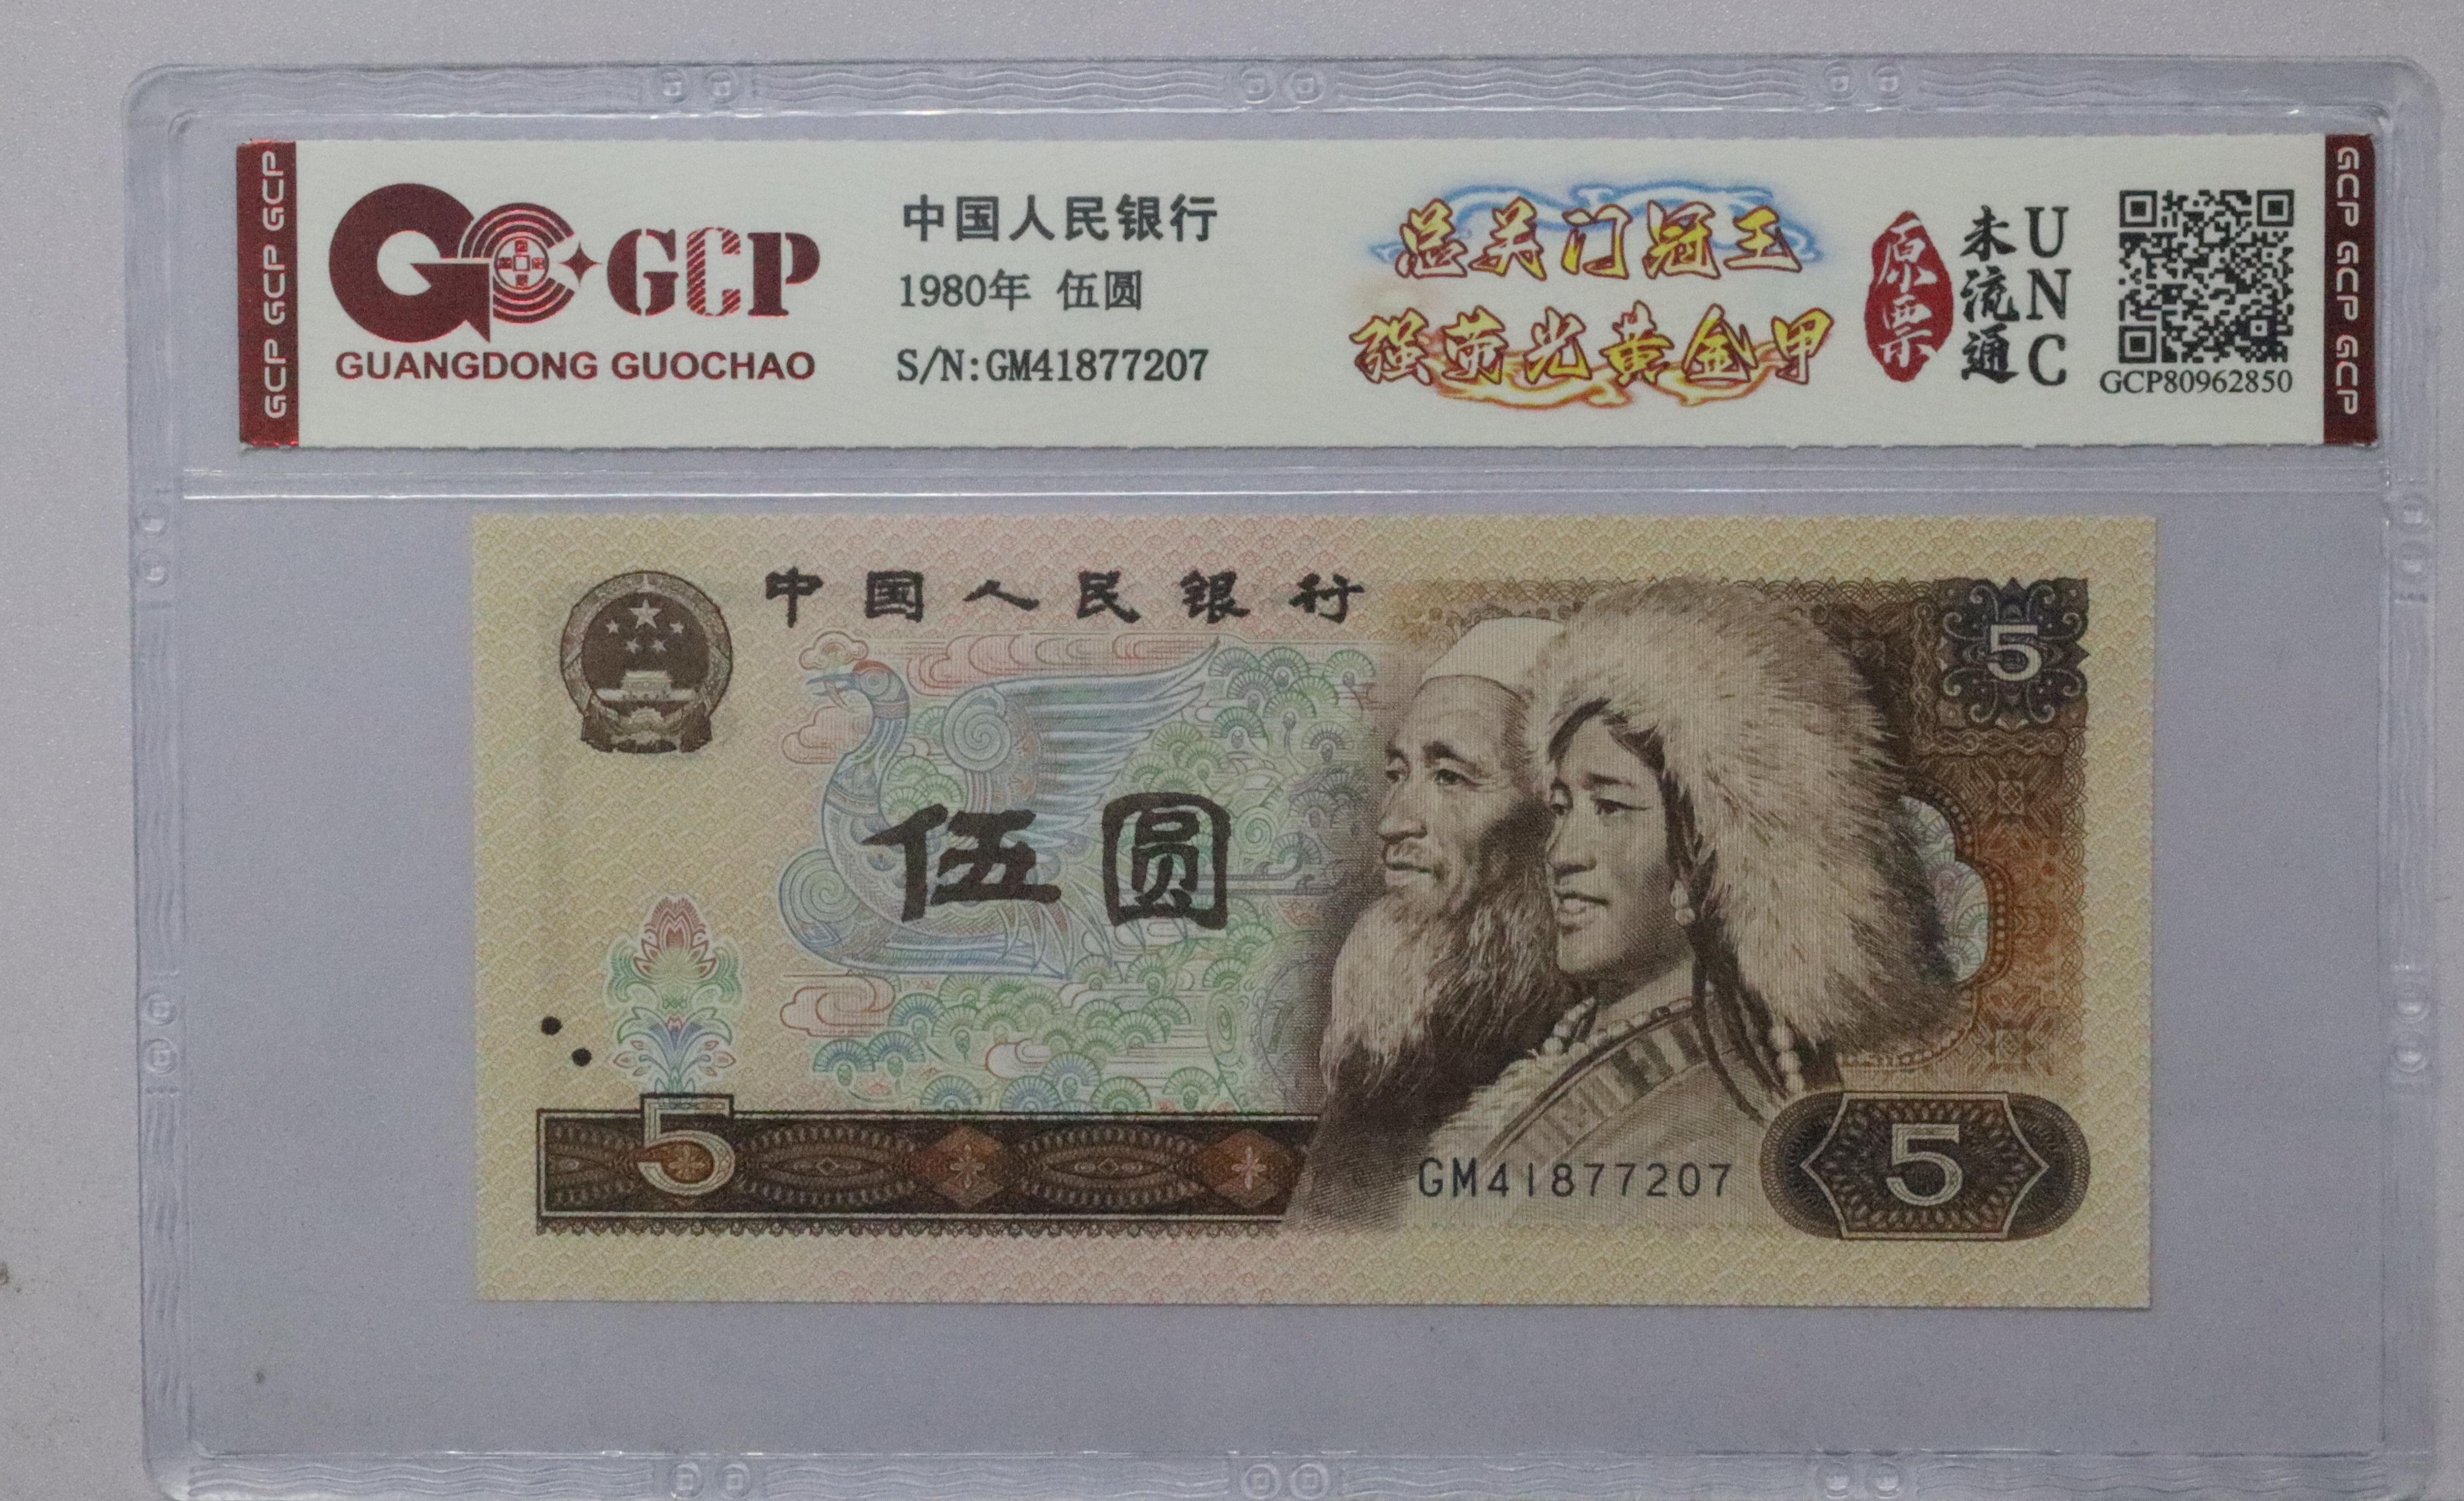 GCP GCP GCP
GCP
GUANGDONG GUOCHAO
中国人民银行
1980年 伍圆
S/N:GM41877207
总关门冠王
强荧光黄金甲
原票
未流通
UNC
GCP80962850
GCP GCP GCP
中国人民银行
5
伍圆
5
GM41877207
5